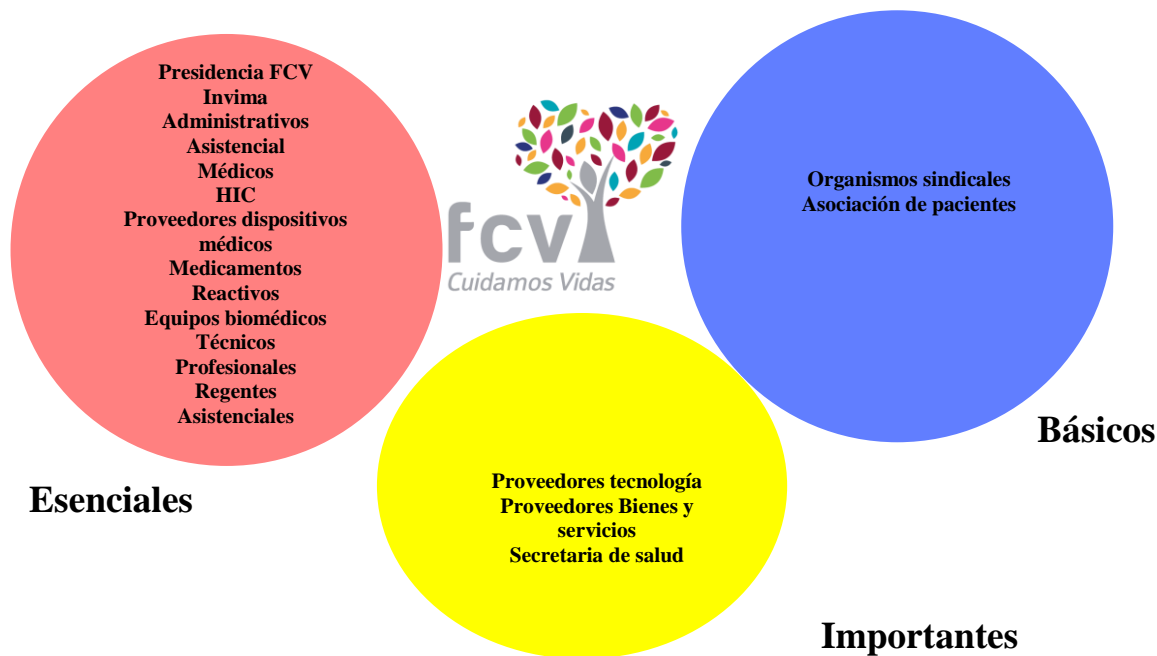 Presidencia FCV
Invima
Administrativos
Asistencial
Médicos
HIC
Proveedores dispositivos
médicos
Medicamentos
Reactivos
Equipos biomédicos
Técnicos
Profesionales
Regentes
Asistenciales
Esenciales
fcv
Cuidamos Vidas
Organismos sindicales
Asociación de pacientes
Básicos
Proveedores tecnología
Proveedores Bienes y
servicios
Secretaria de salud
Importantes